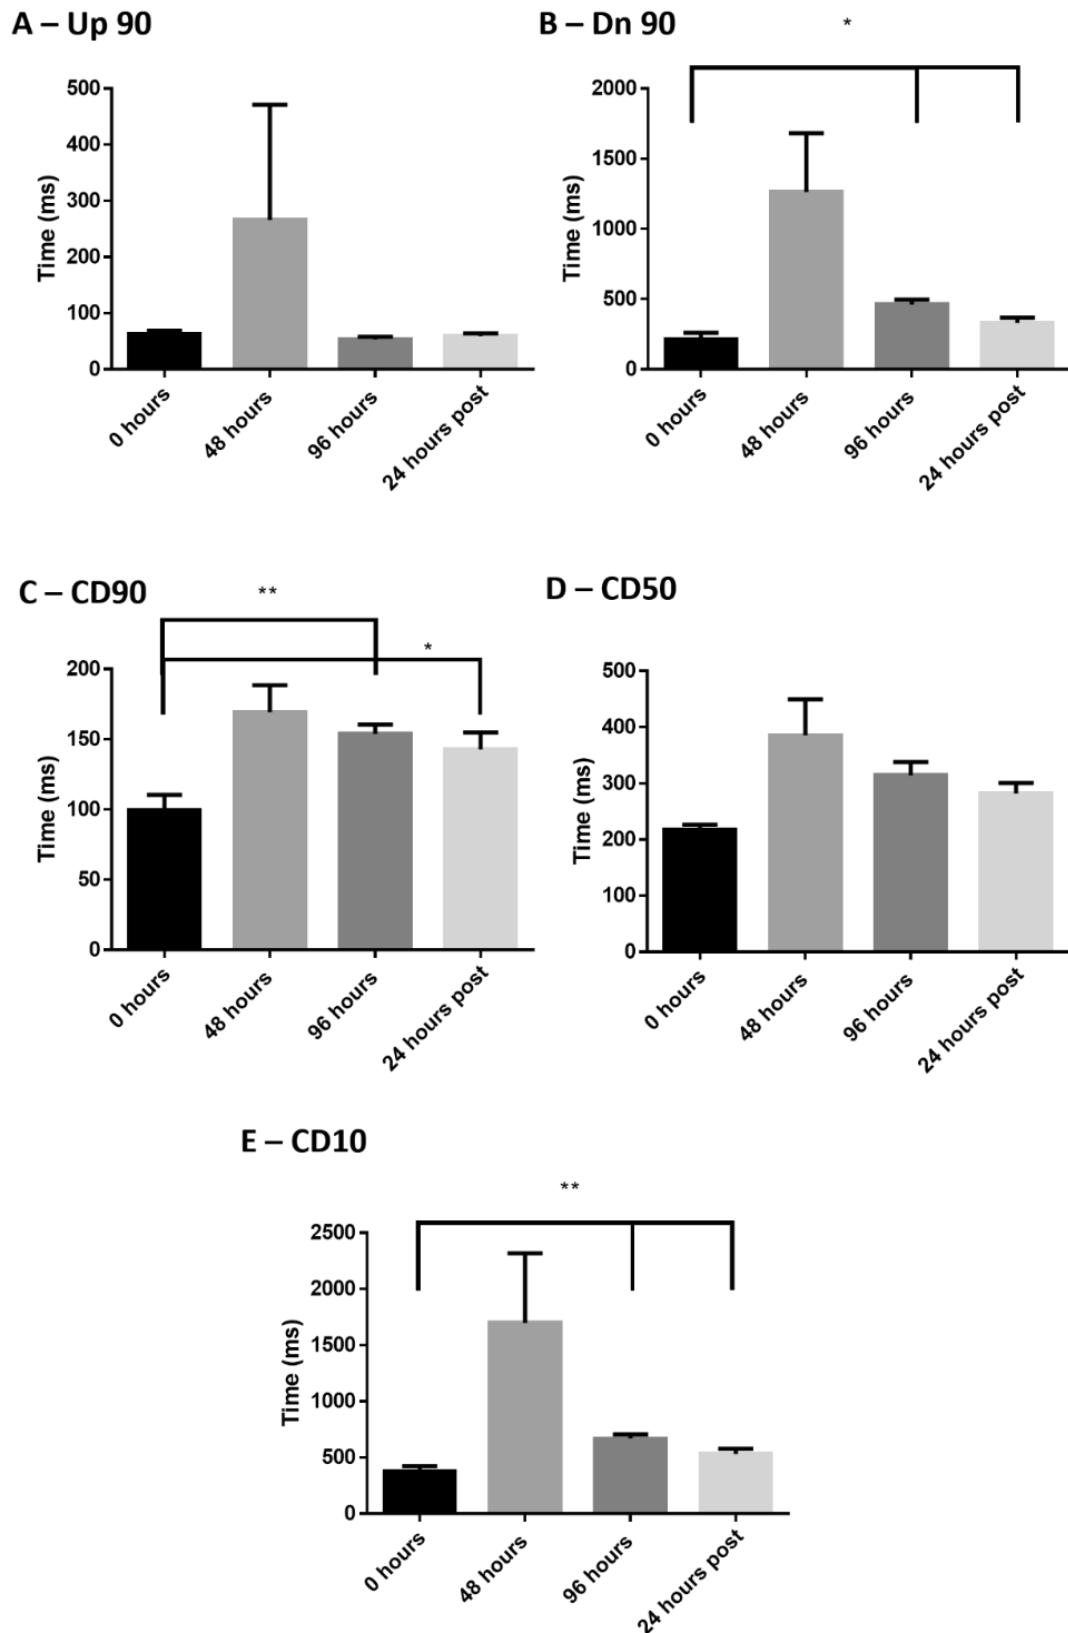 A – Up 90
500
400
300
200
100
0
Time (ms)
0 hours
48 hours
96 hours
24 hours post
B – Dn 90
*
2000
1500
1000
500
0
Time (ms)
0 hours
48 hours
96 hours
24 hours post
C – CD90
**
*
200
150
100
50
0
Time (ms)
0 hours
48 hours
96 hours
24 hours post
D – CD50
500
400
300
200
100
0
Time (ms)
0 hours
48 hours
96 hours
24 hours post
E – CD10
**
2500
2000
1500
1000
500
0
Time (ms)
0 hours
48 hours
96 hours
24 hours post